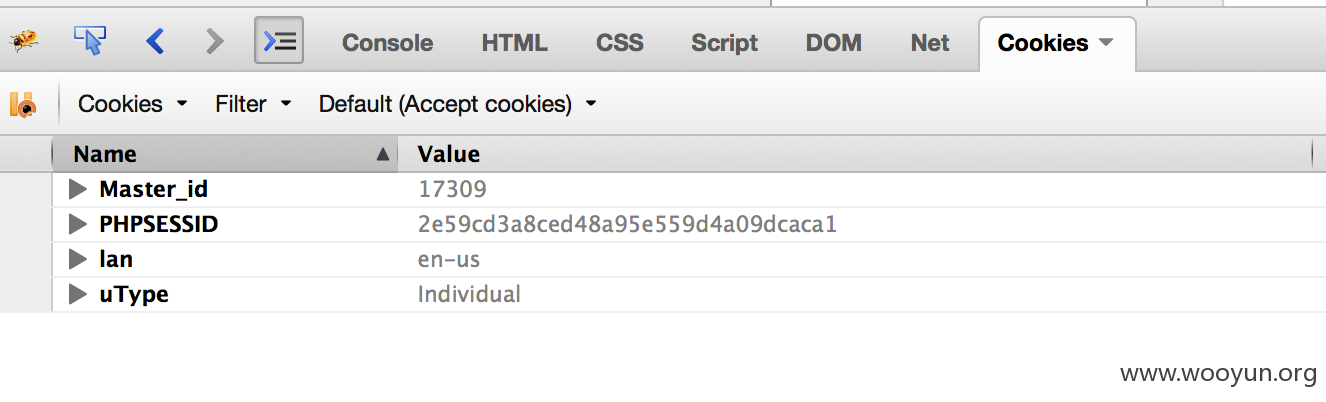 Console HTML CSS Script DOM Net Cookies
Cookies Filter Default (Accept cookies)
Name Value
Master_id 17309
PHPSESSID 2e59cd3a8ced48a95e559d4a09dcaca1
lan en-us
uType Individual
www.wooyun.org